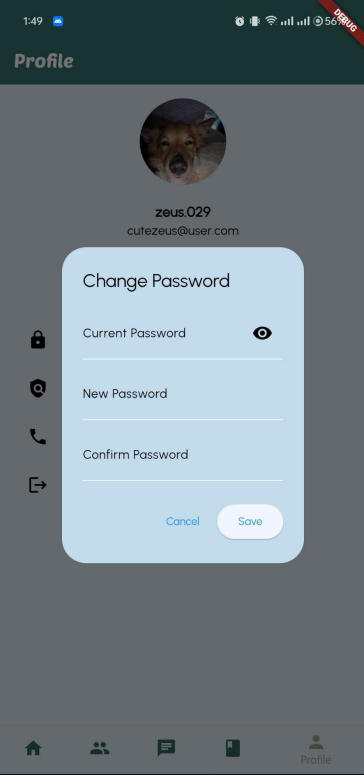 1:49
56%
DEBUG
Profile
zeus.029
cutezeus@user.com
Change Password
Current Password
New Password
Confirm Password
Cancel
Save
Profile